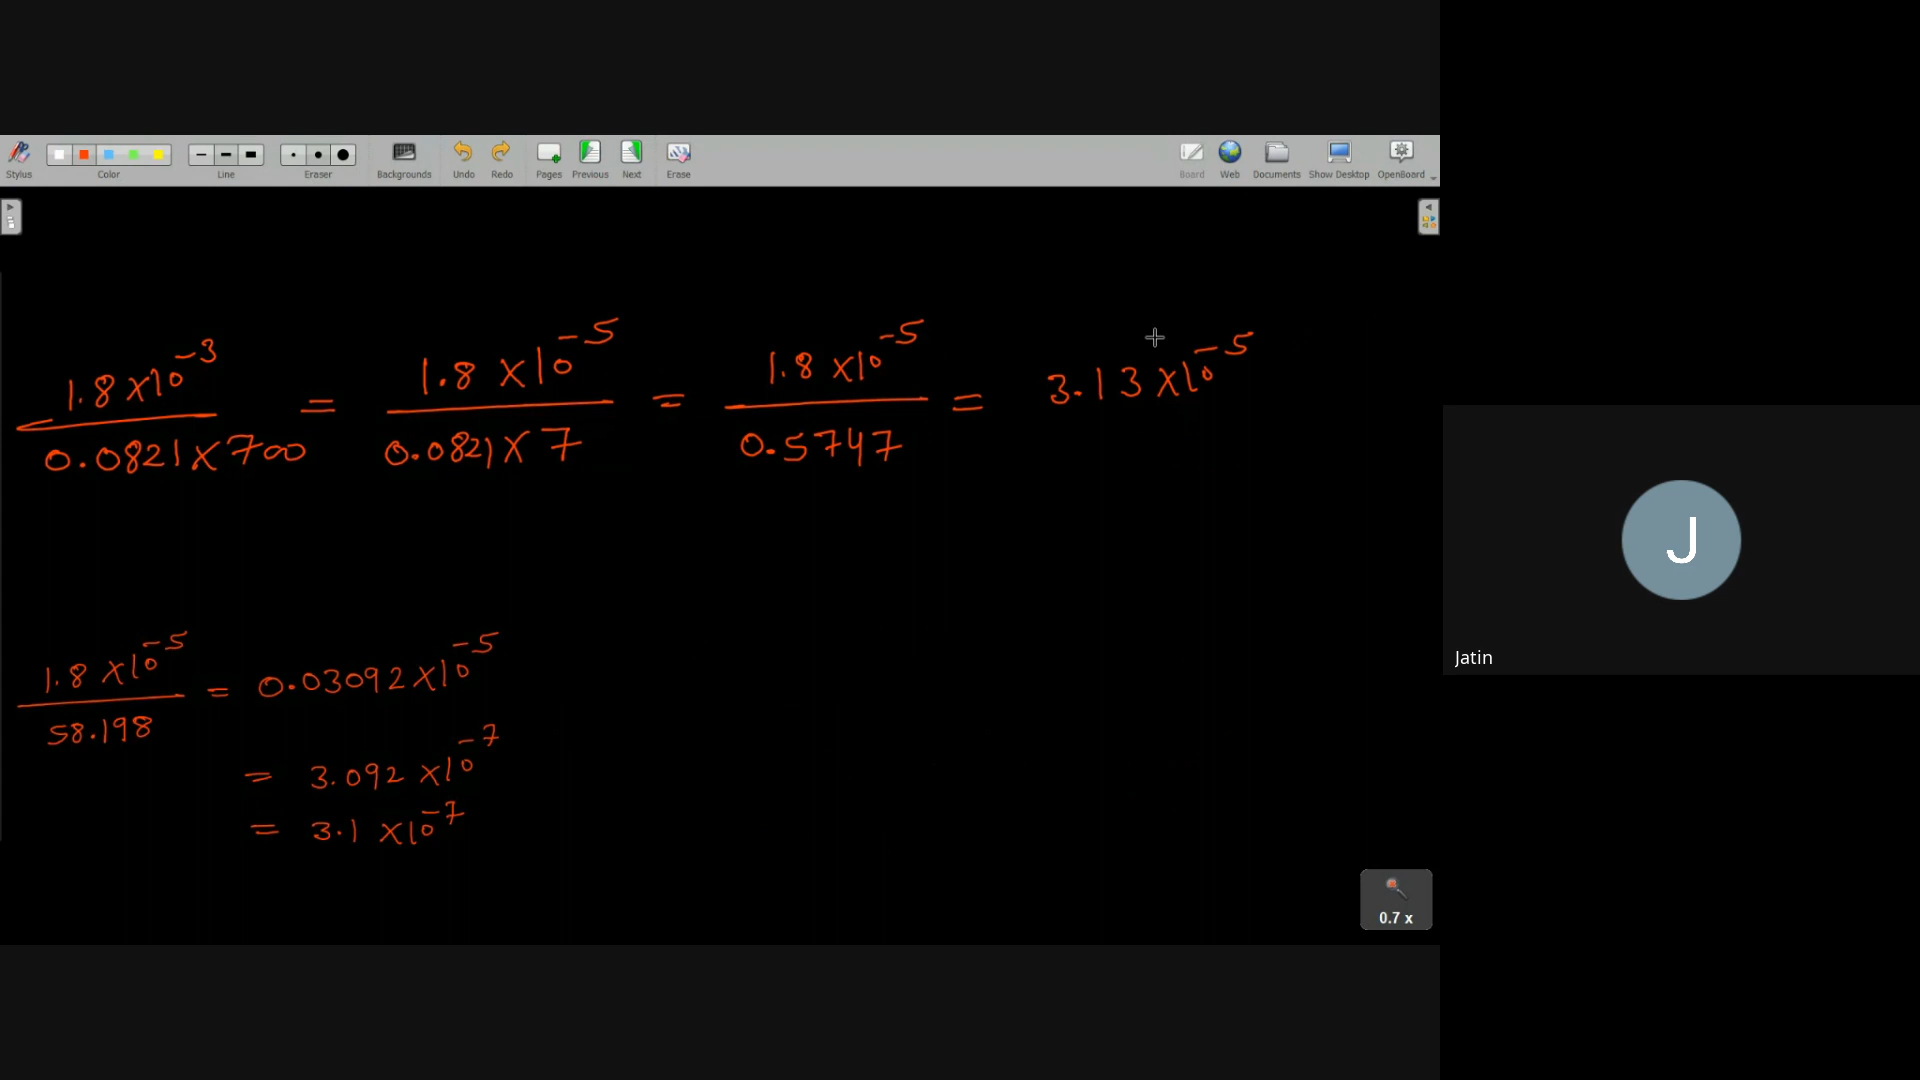 Stylus Color Line Eraser Backgrounds Undo Redo Pages Previous Next Erase Board Web Documents Show Desktop OpenBoard
1.8 x10^-3 / 0.0821 x 700 = 1.8 x10^-5 / 0.0821 x 7 = 1.8 x10^-5 / 0.5747 = 3.13 x10^-5
1.8 x10^-5 / 58.198 = 0.03092 x10^-5
= 3.092 x10^-7
= 3.1 x10^-7
0.7 x
J
Jatin